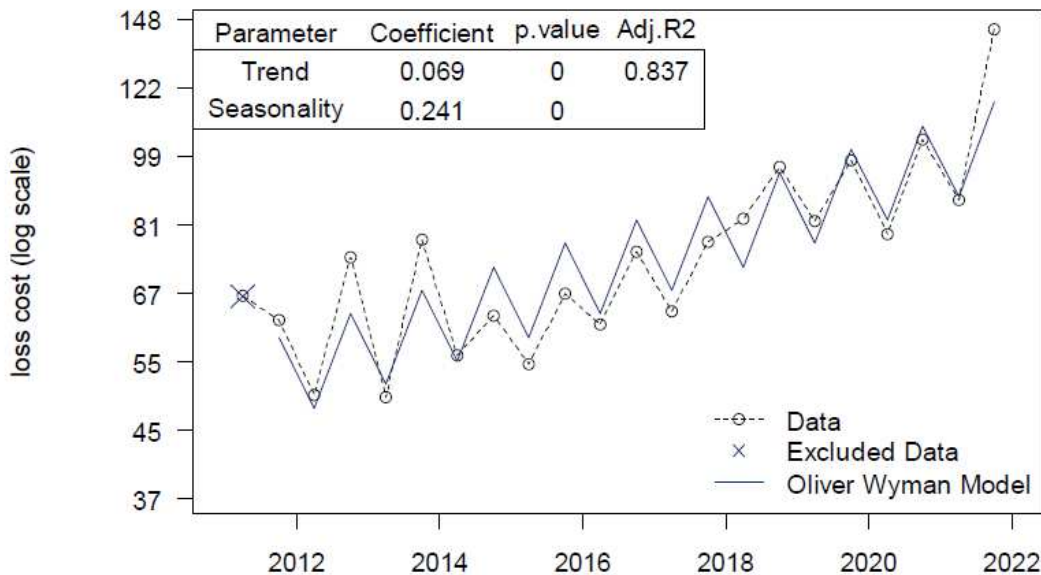 148
122
99
81
67
55
45
37
loss cost (log scale)
Parameter Coefficient p.value Adj.R2
Trend 0.069 0 0.837
Seasonality 0.241 0
Data
Excluded Data
Oliver Wyman Model
2012 2014 2016 2018 2020 2022